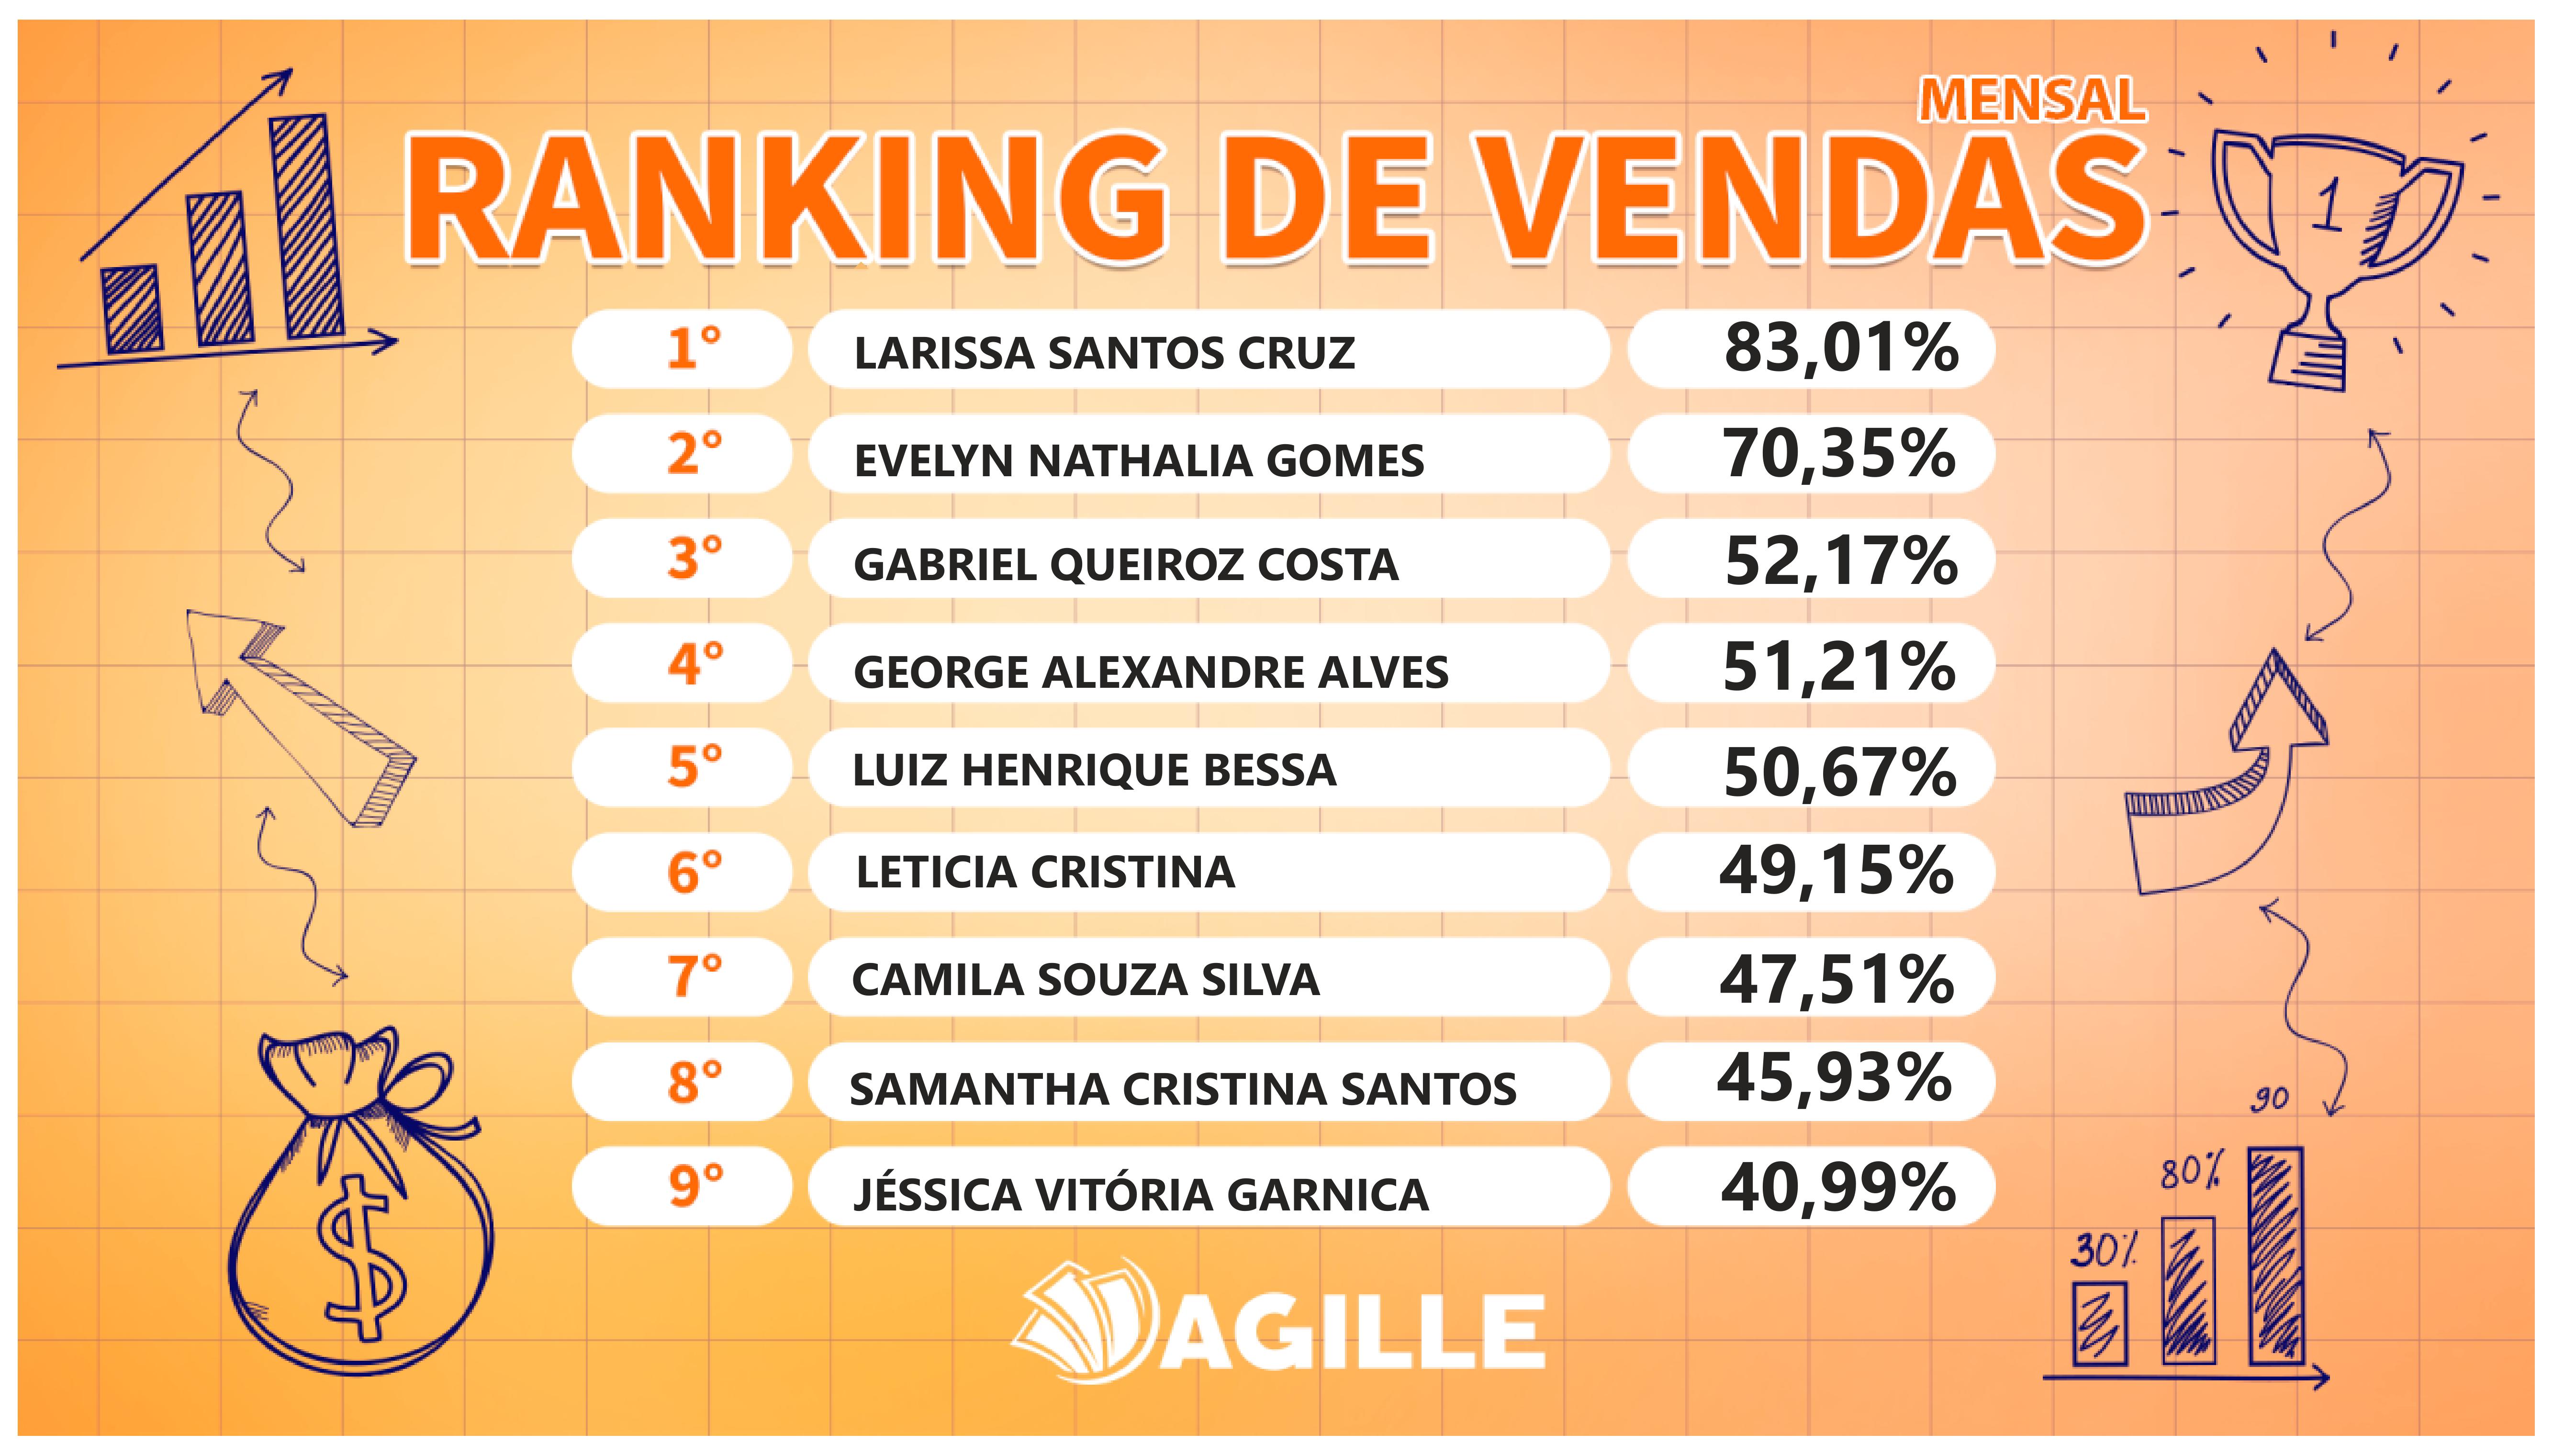 MENSAL
RANKING DE VENDAS
1
1° LARISSA SANTOS CRUZ 83,01%
2° EVELYN NATHALIA GOMES 70,35%
3° GABRIEL QUEIROZ COSTA 52,17%
4° GEORGE ALEXANDRE ALVES 51,21%
5° LUIZ HENRIQUE BESSA 50,67%
6° LETICIA CRISTINA 49,15%
7° CAMILA SOUZA SILVA 47,51%
8° SAMANTHA CRISTINA SANTOS 45,93%
9° JÉSSICA VITÓRIA GARNICA 40,99%
$
30%
80%
90
AGILLE